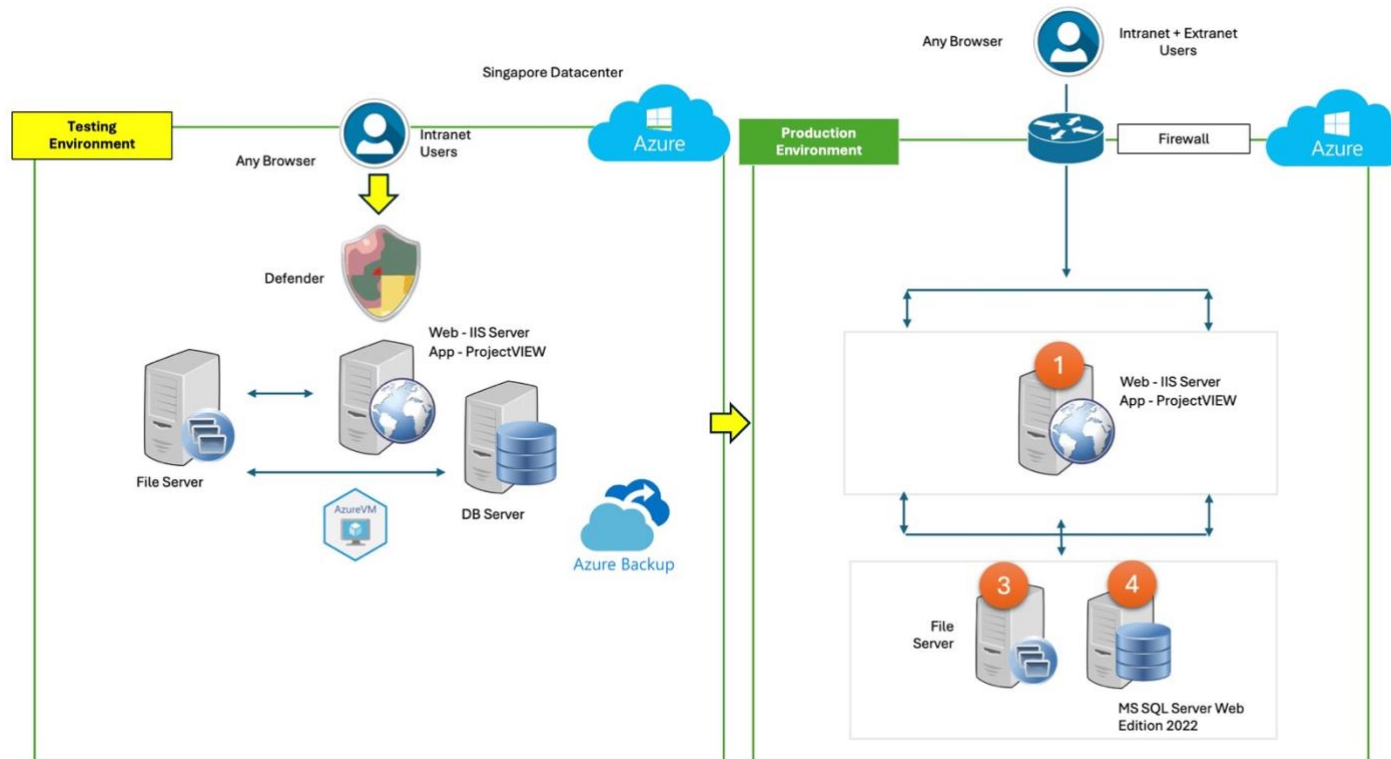 Singapore Datacenter
Azure
Testing
Environment
Any Browser
Intranet
Users
Defender
Web - IIS Server
App - ProjectVIEW
File Server
AzureVM
DB Server
Azure Backup
Any Browser
Intranet + Extranet
Users
Production
Environment
Firewall
Azure
1
Web - IIS Server
App - ProjectVIEW
3
4
File
Server
MS SQL Server Web
Edition 2022